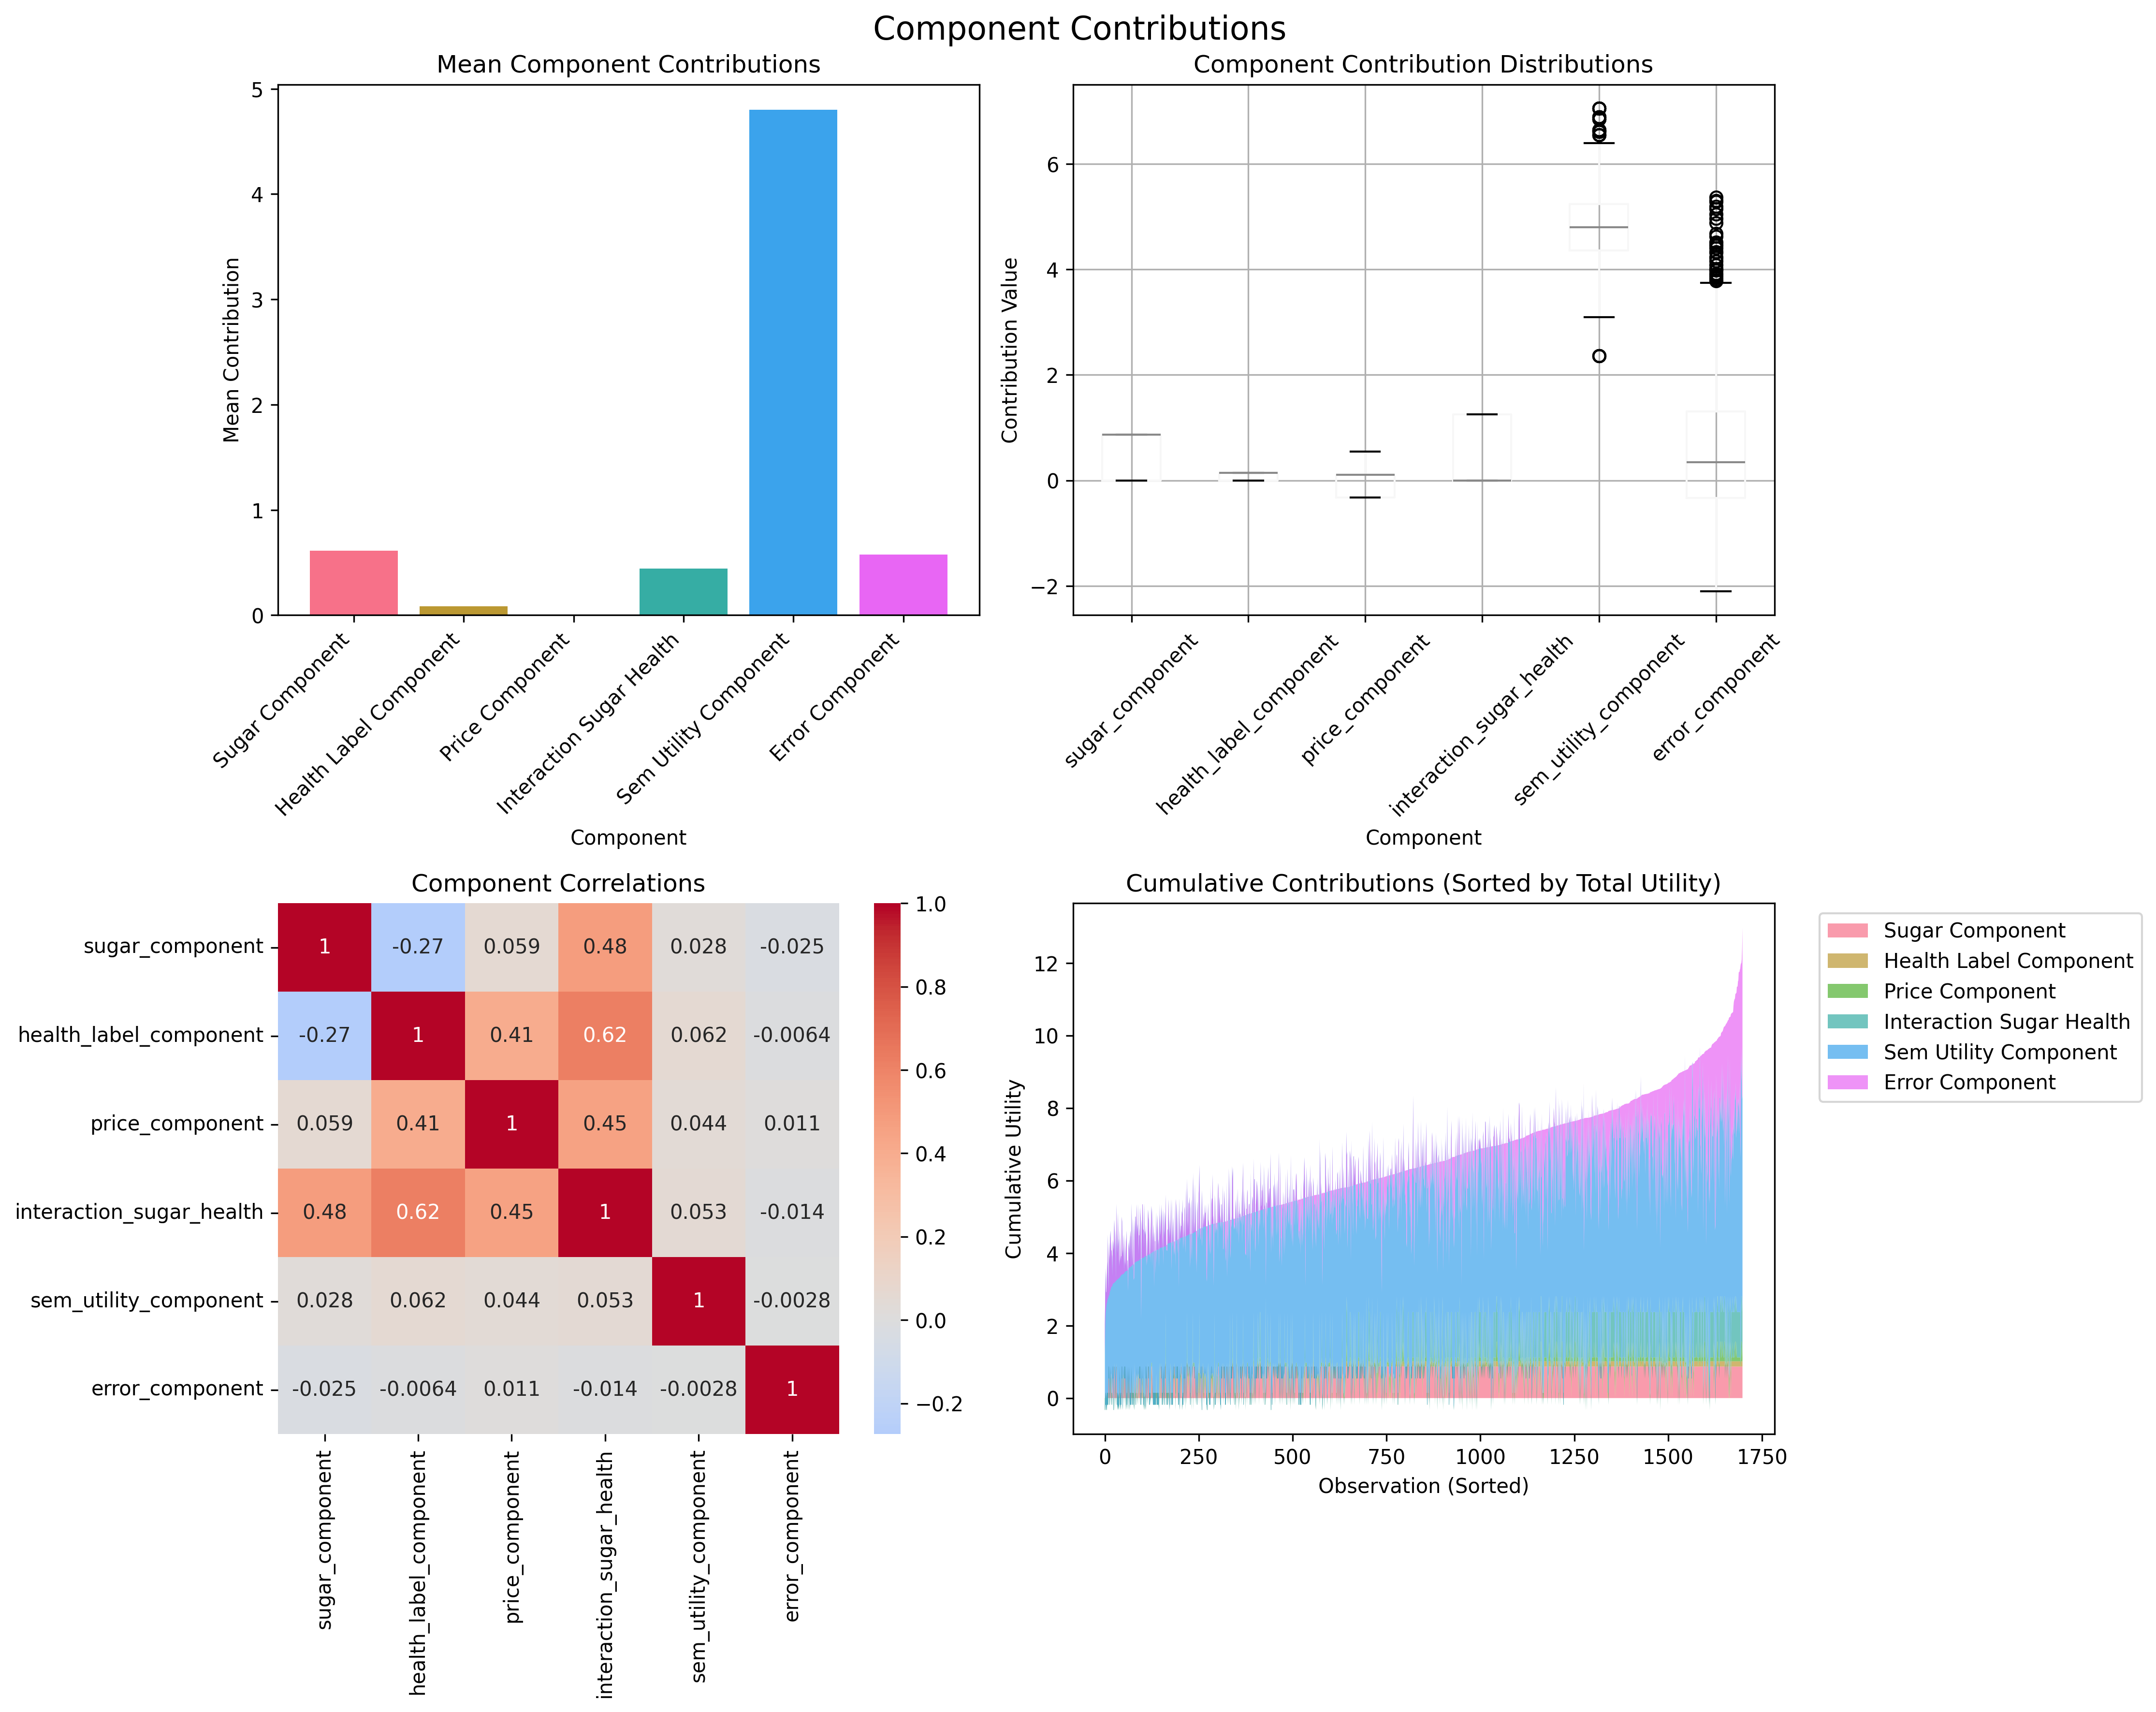 Component Contributions
Mean Component Contributions
Mean Contribution
5
4
3
2
1
0
Sugar Component
Health Label Component
Price Component
Interaction Sugar Health
Sem Utility Component
Error Component
Component
Component Contribution Distributions
Contribution Value
6
4
2
0
−2
sugar_component
health_label_component
price_component
interaction_sugar_health
sem_utility_component
error_component
Component
Component Correlations
sugar_component
1 -0.27 0.059 0.48 0.028 -0.025
health_label_component
-0.27 1 0.41 0.62 0.062 -0.0064
price_component
0.059 0.41 1 0.45 0.044 0.011
interaction_sugar_health
0.48 0.62 0.45 1 0.053 -0.014
sem_utility_component
0.028 0.062 0.044 0.053 1 -0.0028
error_component
-0.025 -0.0064 0.011 -0.014 -0.0028 1
sugar_component
health_label_component
price_component
interaction_sugar_health
sem_utility_component
error_component
1.0
0.8
0.6
0.4
0.2
0.0
−0.2
Cumulative Contributions (Sorted by Total Utility)
Cumulative Utility
12
10
8
6
4
2
0
0 250 500 750 1000 1250 1500 1750
Observation (Sorted)
Sugar Component
Health Label Component
Price Component
Interaction Sugar Health
Sem Utility Component
Error Component